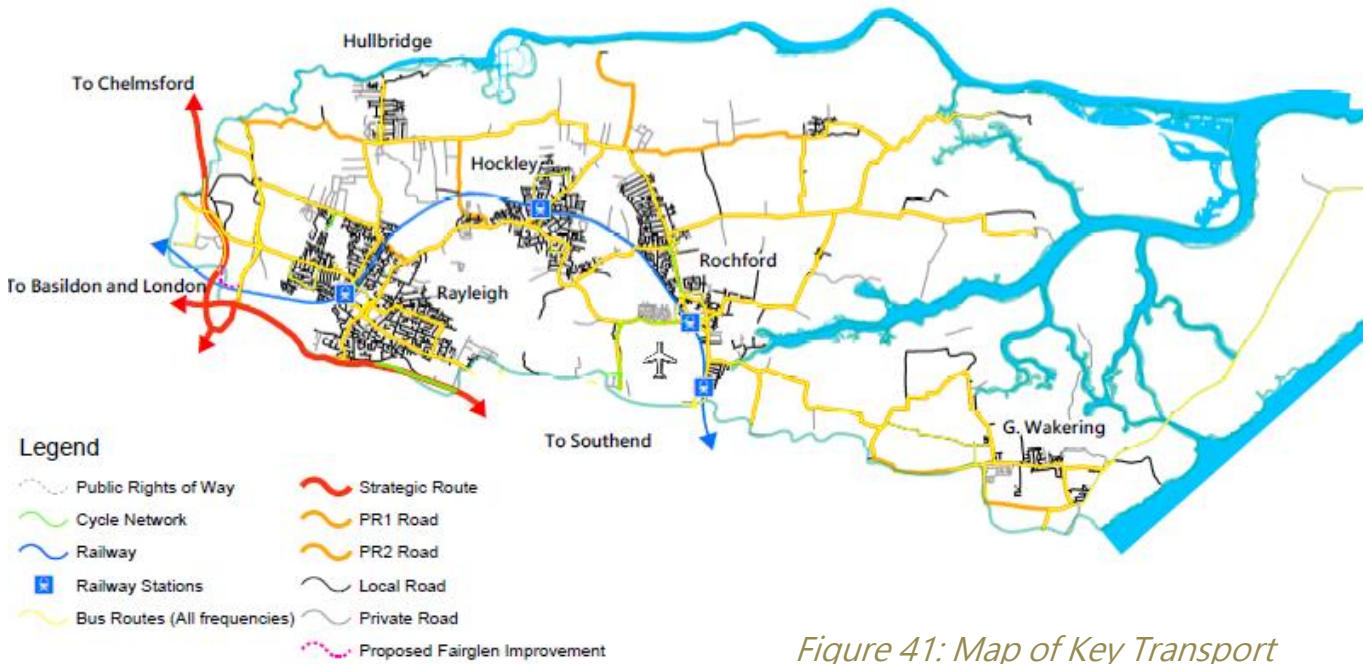 Hullbridge
To Chelmsford
Hockley
Rochford
To Basildon and London
Rayleigh
To Southend
G. Wakering
Legend
Public Rights of Way
Cycle Network
Railway
Railway Stations
Bus Routes (All frequencies)
Strategic Route
PR1 Road
PR2 Road
Local Road
Private Road
Proposed Fairglen Improvement
Figure 41: Map of Key Transport